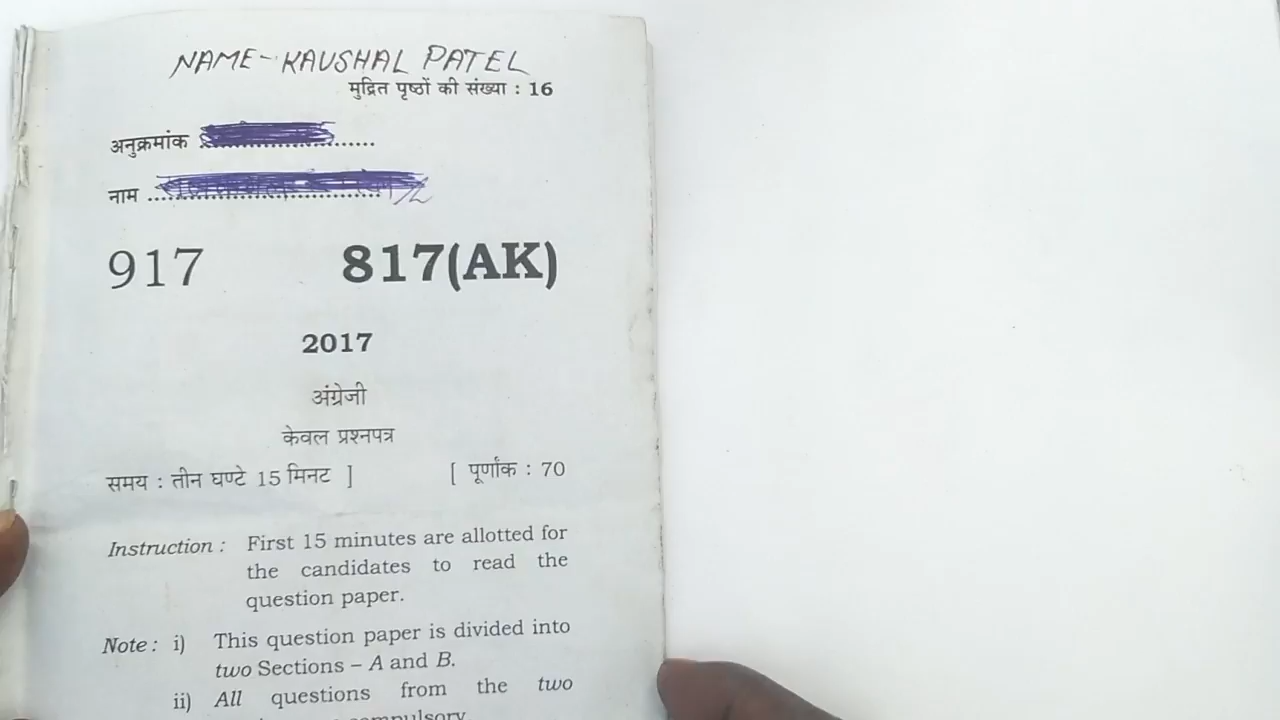 NAME - KAUSHAL PATEL
मुद्रित पृष्ठों की संख्या : 16
अनुक्रमांक ..................
नाम ..................
917 817(AK)
2017
अंग्रेजी
केवल प्रश्नपत्र
समय : तीन घण्टे 15 मिनट ] [ पूर्णांक : 70
Instruction : First 15 minutes are allotted for
the candidates to read the
question paper.
Note : i) This question paper is divided into
two Sections – A and B.
ii) All questions from the two
compulsory.